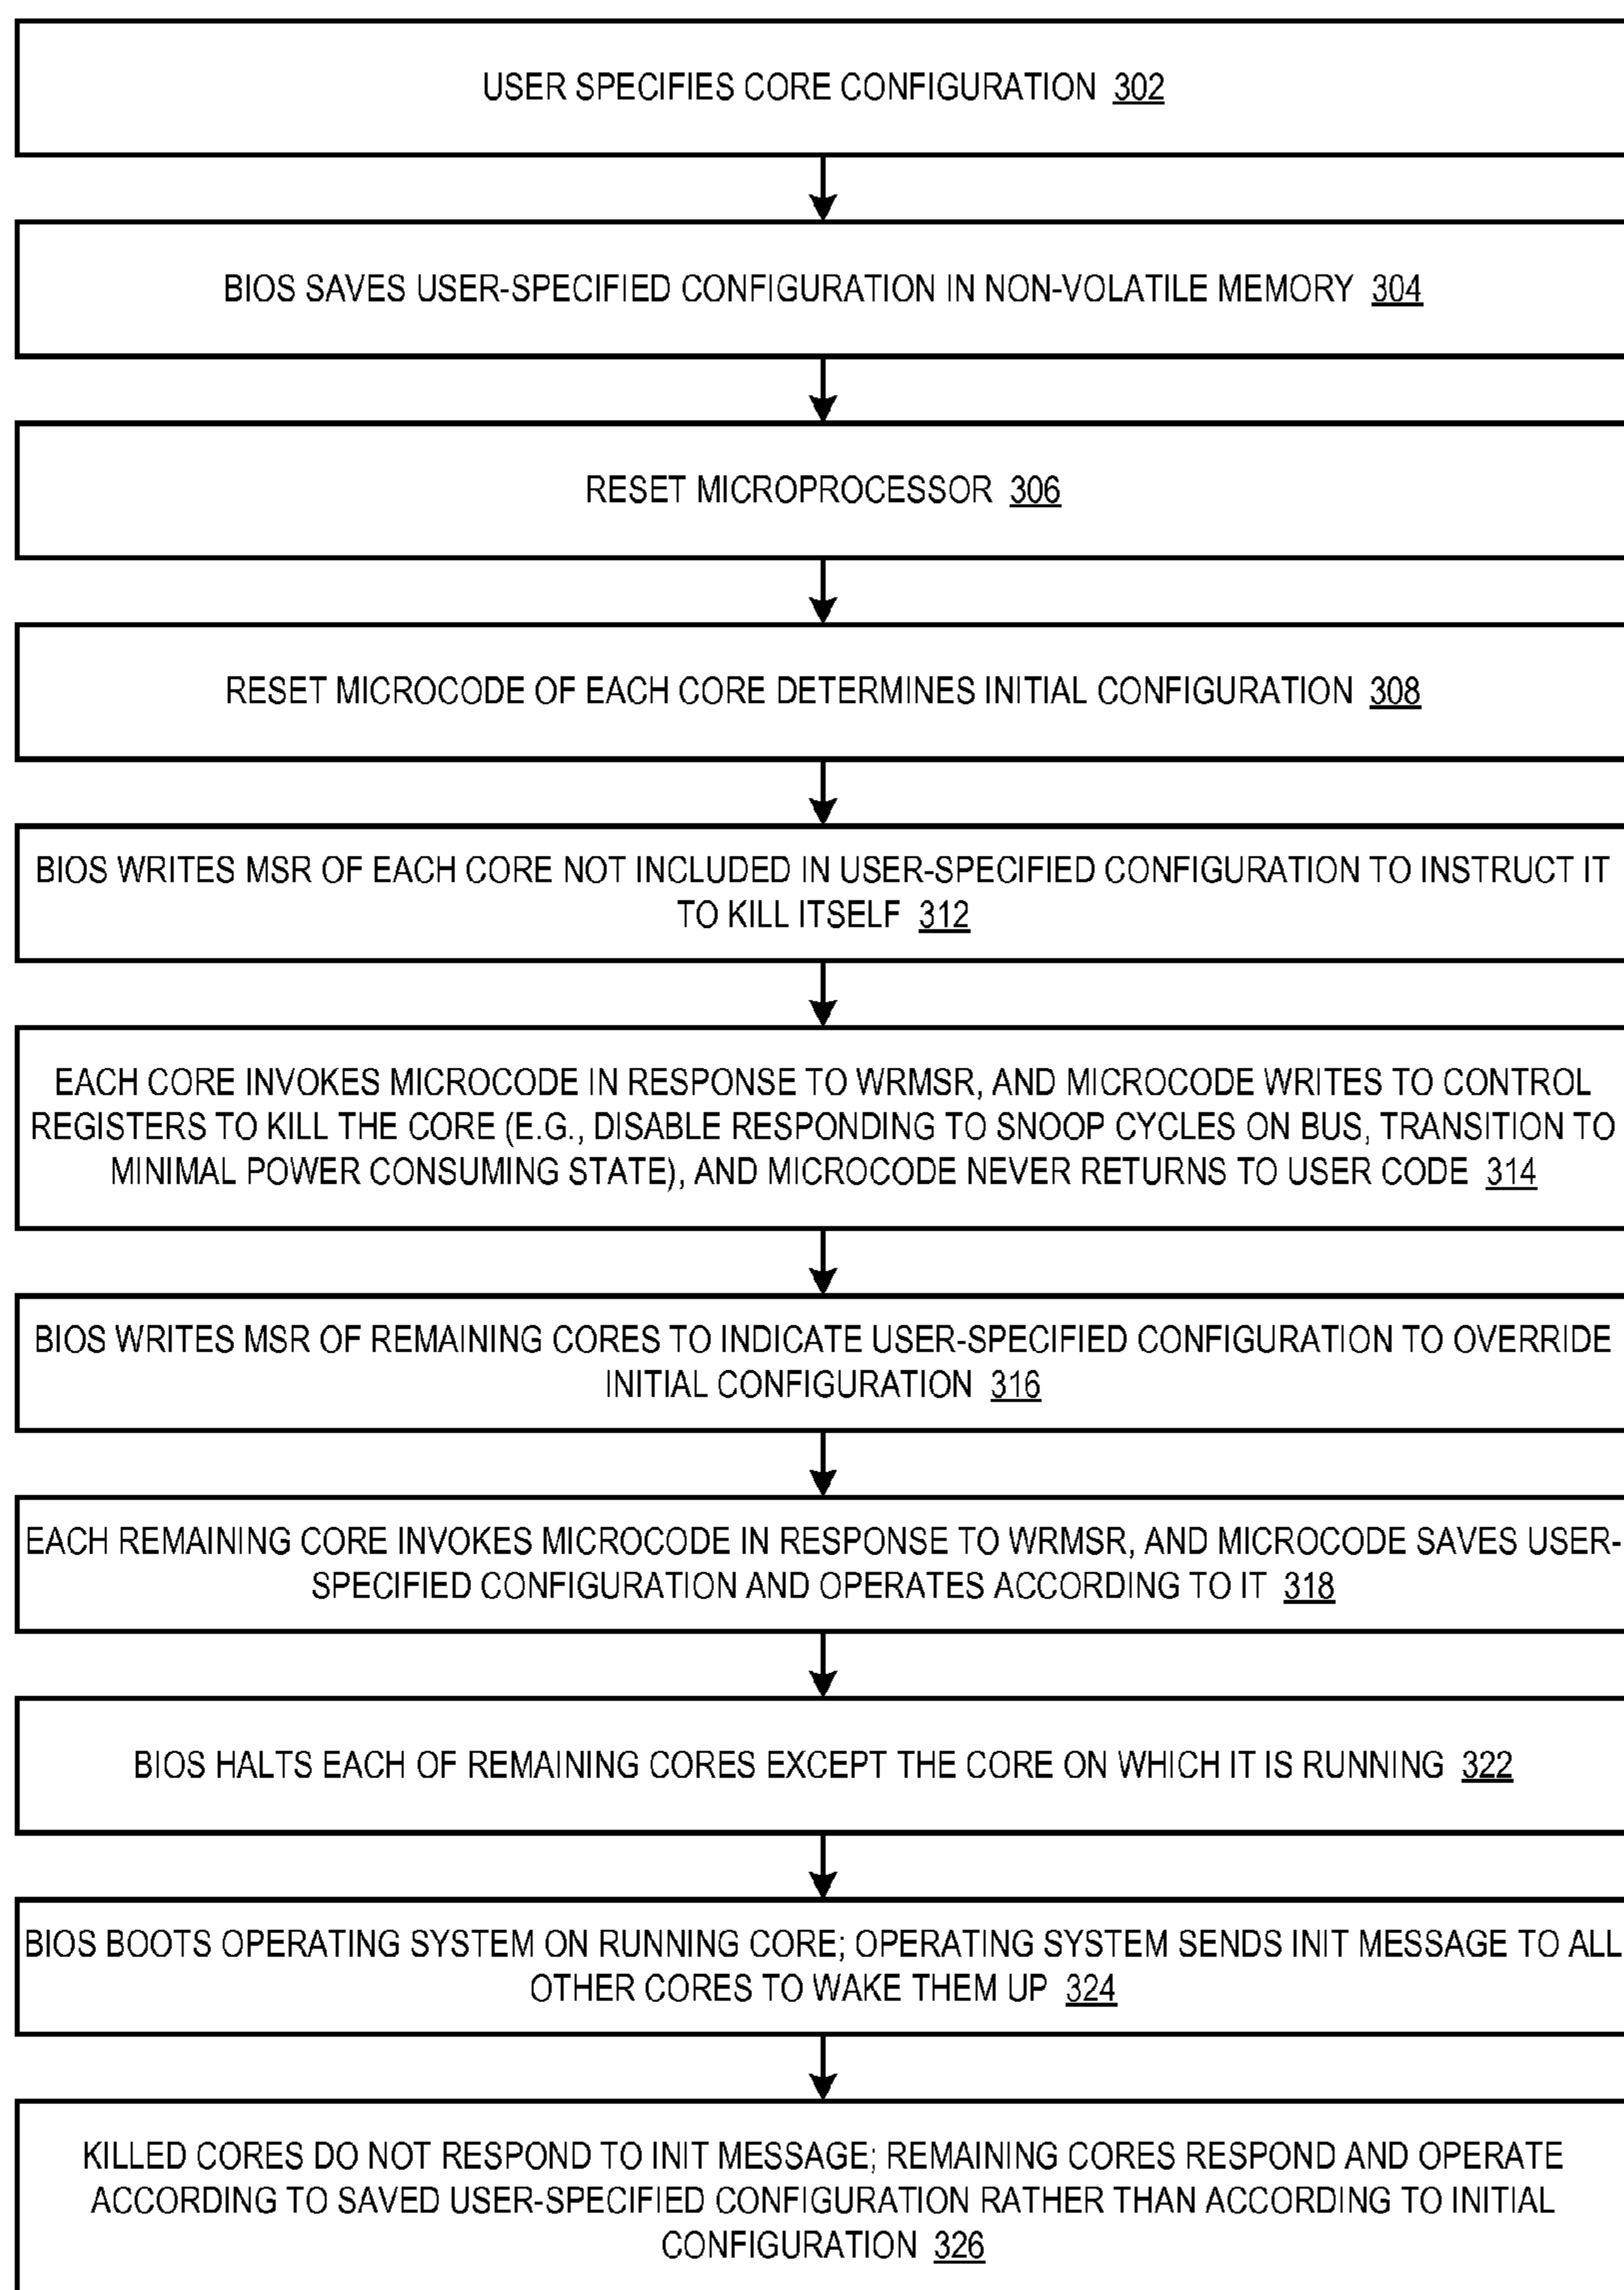 USER SPECIFIES CORE CONFIGURATION 302
BIOS SAVES USER-SPECIFIED CONFIGURATION IN NON-VOLATILE MEMORY 304
RESET MICROPROCESSOR 306
RESET MICROCODE OF EACH CORE DETERMINES INITIAL CONFIGURATION 308
BIOS WRITES MSR OF EACH CORE NOT INCLUDED IN USER-SPECIFIED CONFIGURATION TO INSTRUCT IT
TO KILL ITSELF 312
EACH CORE INVOKES MICROCODE IN RESPONSE TO WRMSR, AND MICROCODE WRITES TO CONTROL
REGISTERS TO KILL THE CORE (E.G., DISABLE RESPONDING TO SNOOP CYCLES ON BUS, TRANSITION TO
MINIMAL POWER CONSUMING STATE), AND MICROCODE NEVER RETURNS TO USER CODE 314
BIOS WRITES MSR OF REMAINING CORES TO INDICATE USER-SPECIFIED CONFIGURATION TO OVERRIDE
INITIAL CONFIGURATION 316
EACH REMAINING CORE INVOKES MICROCODE IN RESPONSE TO WRMSR, AND MICROCODE SAVES USER-
SPECIFIED CONFIGURATION AND OPERATES ACCORDING TO IT 318
BIOS HALTS EACH OF REMAINING CORES EXCEPT THE CORE ON WHICH IT IS RUNNING 322
BIOS BOOTS OPERATING SYSTEM ON RUNNING CORE; OPERATING SYSTEM SENDS INIT MESSAGE TO ALL
OTHER CORES TO WAKE THEM UP 324
KILLED CORES DO NOT RESPOND TO INIT MESSAGE; REMAINING CORES RESPOND AND OPERATE
ACCORDING TO SAVED USER-SPECIFIED CONFIGURATION RATHER THAN ACCORDING TO INITIAL
CONFIGURATION 326